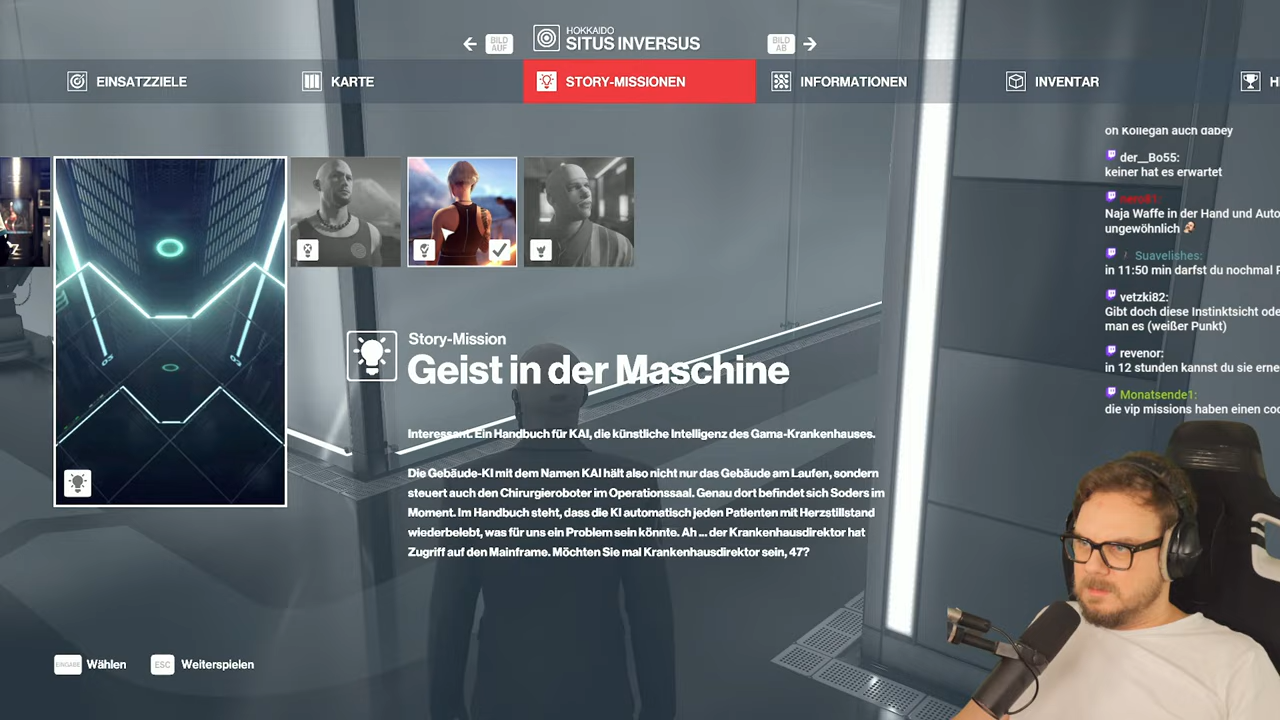 BILD AUF
HOKKAIDO
SITUS INVERSUS
BILD AB
EINSATZZIELE
KARTE
STORY-MISSIONEN
INFORMATIONEN
INVENTAR
H
Story-Mission
Geist in der Maschine
Interessant. Ein Handbuch für KAI, die künstliche Intelligenz des Gama-Krankenhauses.
Die Gebäude-KI mit dem Namen KAI hält also nicht nur das Gebäude am Laufen, sondern
steuert auch den Chirurgieroboter im Operationssaal. Genau dort befindet sich Soders im
Moment. Im Handbuch steht, dass die KI automatisch jeden Patienten mit Herzstillstand
wiederbelebt, was für uns ein Problem sein könnte. Ah ... der Krankenhausdirektor hat
Zugriff auf den Mainframe. Möchten Sie mal Krankenhausdirektor sein, 47?
EINGABE Wählen
ESC Weiterspielen
on Kollegan auch dabey
der__Bo55:
keiner hat es erwartet
Naja Waffe in der Hand und Auto
ungewöhnlich
Suavelishes:
in 11:50 min darfst du nochmal
vetzki82:
Gibt doch diese Instinktsicht ode
man es (weißer Punkt)
revenor:
in 12 stunden kannst du sie erne
Monatsende1:
die vip missions haben einen coo